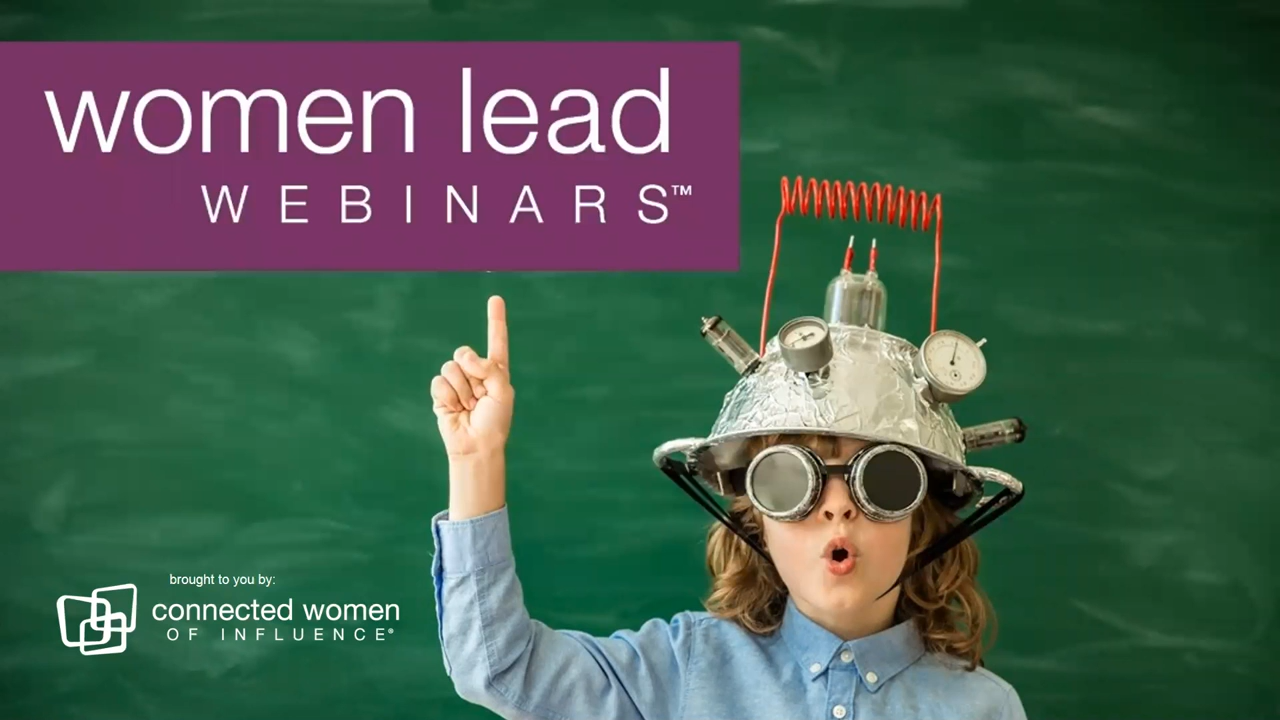 women lead
WEBINARS™
brought to you by:
connected women
OF INFLUENCE®